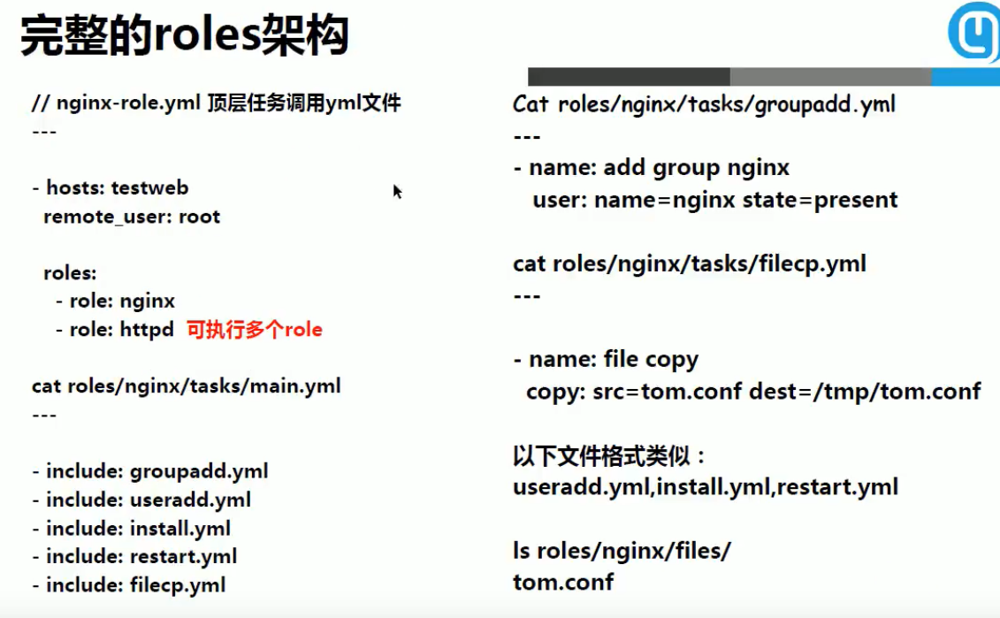 完整的roles架构
// nginx-role.yml 顶层任务调用yml文件
---
- hosts: testweb
remote_user: root
roles:
- role: nginx
- role: httpd 可执行多个role
cat roles/nginx/tasks/main.yml
---
- include: groupadd.yml
- include: useradd.yml
- include: install.yml
- include: restart.yml
- include: filecp.yml
Cat roles/nginx/tasks/groupadd.yml
---
- name: add group nginx
user: name=nginx state=present
cat roles/nginx/tasks/filecp.yml
---
- name: file copy
copy: src=tom.conf dest=/tmp/tom.conf
以下文件格式类似：
useradd.yml,install.yml,restart.yml
ls roles/nginx/files/
tom.conf